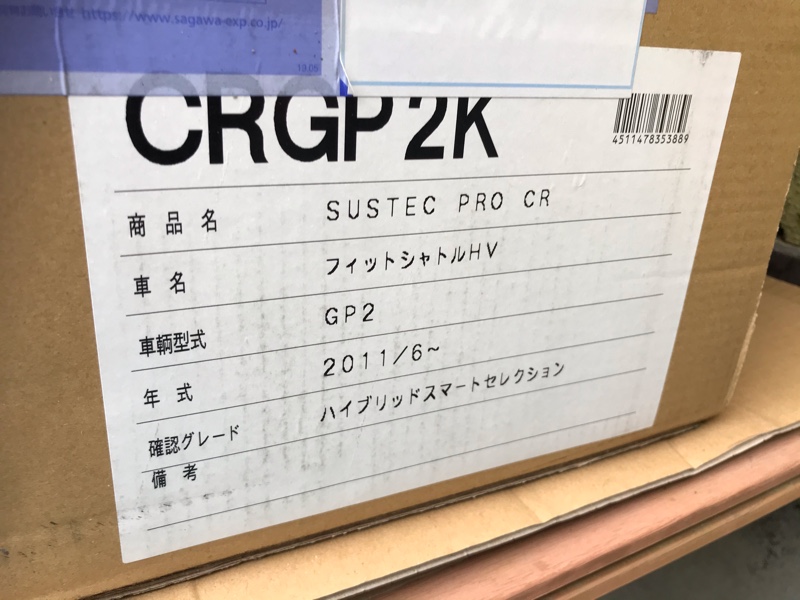 https://www.sagawa-exp.co.jp/
13.05
CRGP2K
4511478353889
商品名 SUSTEC PRO CR
車名 フィットシャトルHV
車輌型式 GP2
年式 2011/6~
確認グレード ハイブリッドスマートセレクション
備考